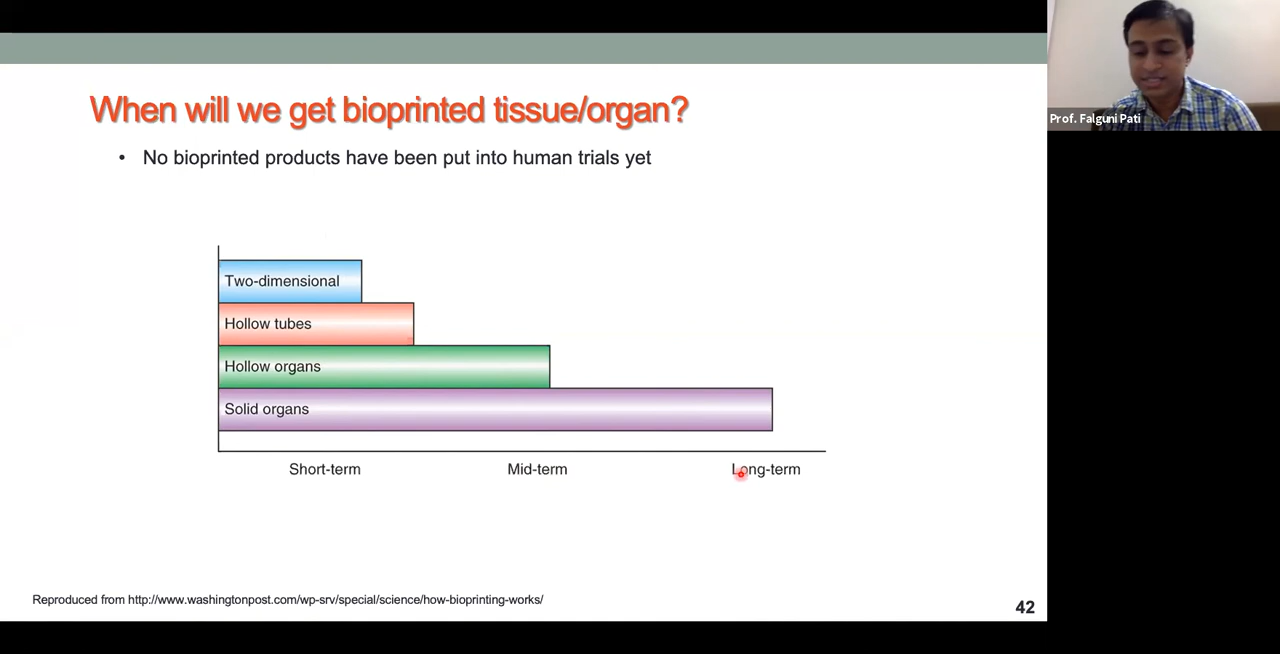 When will we get bioprinted tissue/organ?
Prof. Falguni Pati
• No bioprinted products have been put into human trials yet
Two-dimensional
Hollow tubes
Hollow organs
Solid organs
Short-term Mid-term Long-term
Reproduced from http://www.washingtonpost.com/wp-srv/special/science/how-bioprinting-works/
42